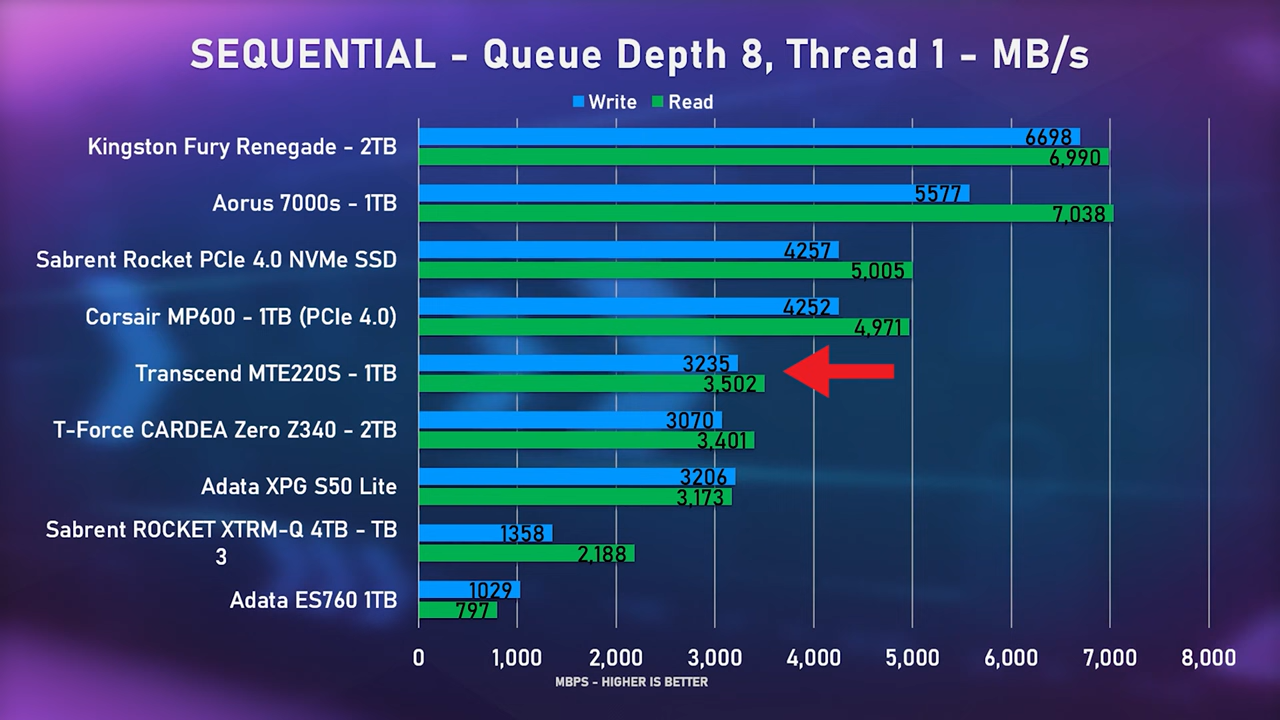 SEQUENTIAL - Queue Depth 8, Thread 1 - MB/s
Write Read
Kingston Fury Renegade - 2TB
6698
6,990
Aorus 7000s - 1TB
5577
7,038
Sabrent Rocket PCIe 4.0 NVMe SSD
4257
5,005
Corsair MP600 - 1TB (PCIe 4.0)
4252
4,971
Transcend MTE220S - 1TB
3235
3,502
T-Force CARDEA Zero Z340 - 2TB
3070
3,401
Adata XPG S50 Lite
3206
3,173
Sabrent ROCKET XTRM-Q 4TB - TB
3
1358
2,188
Adata ES760 1TB
1029
797
0 1,000 2,000 3,000 4,000 5,000 6,000 7,000 8,000
MBPS - HIGHER IS BETTER